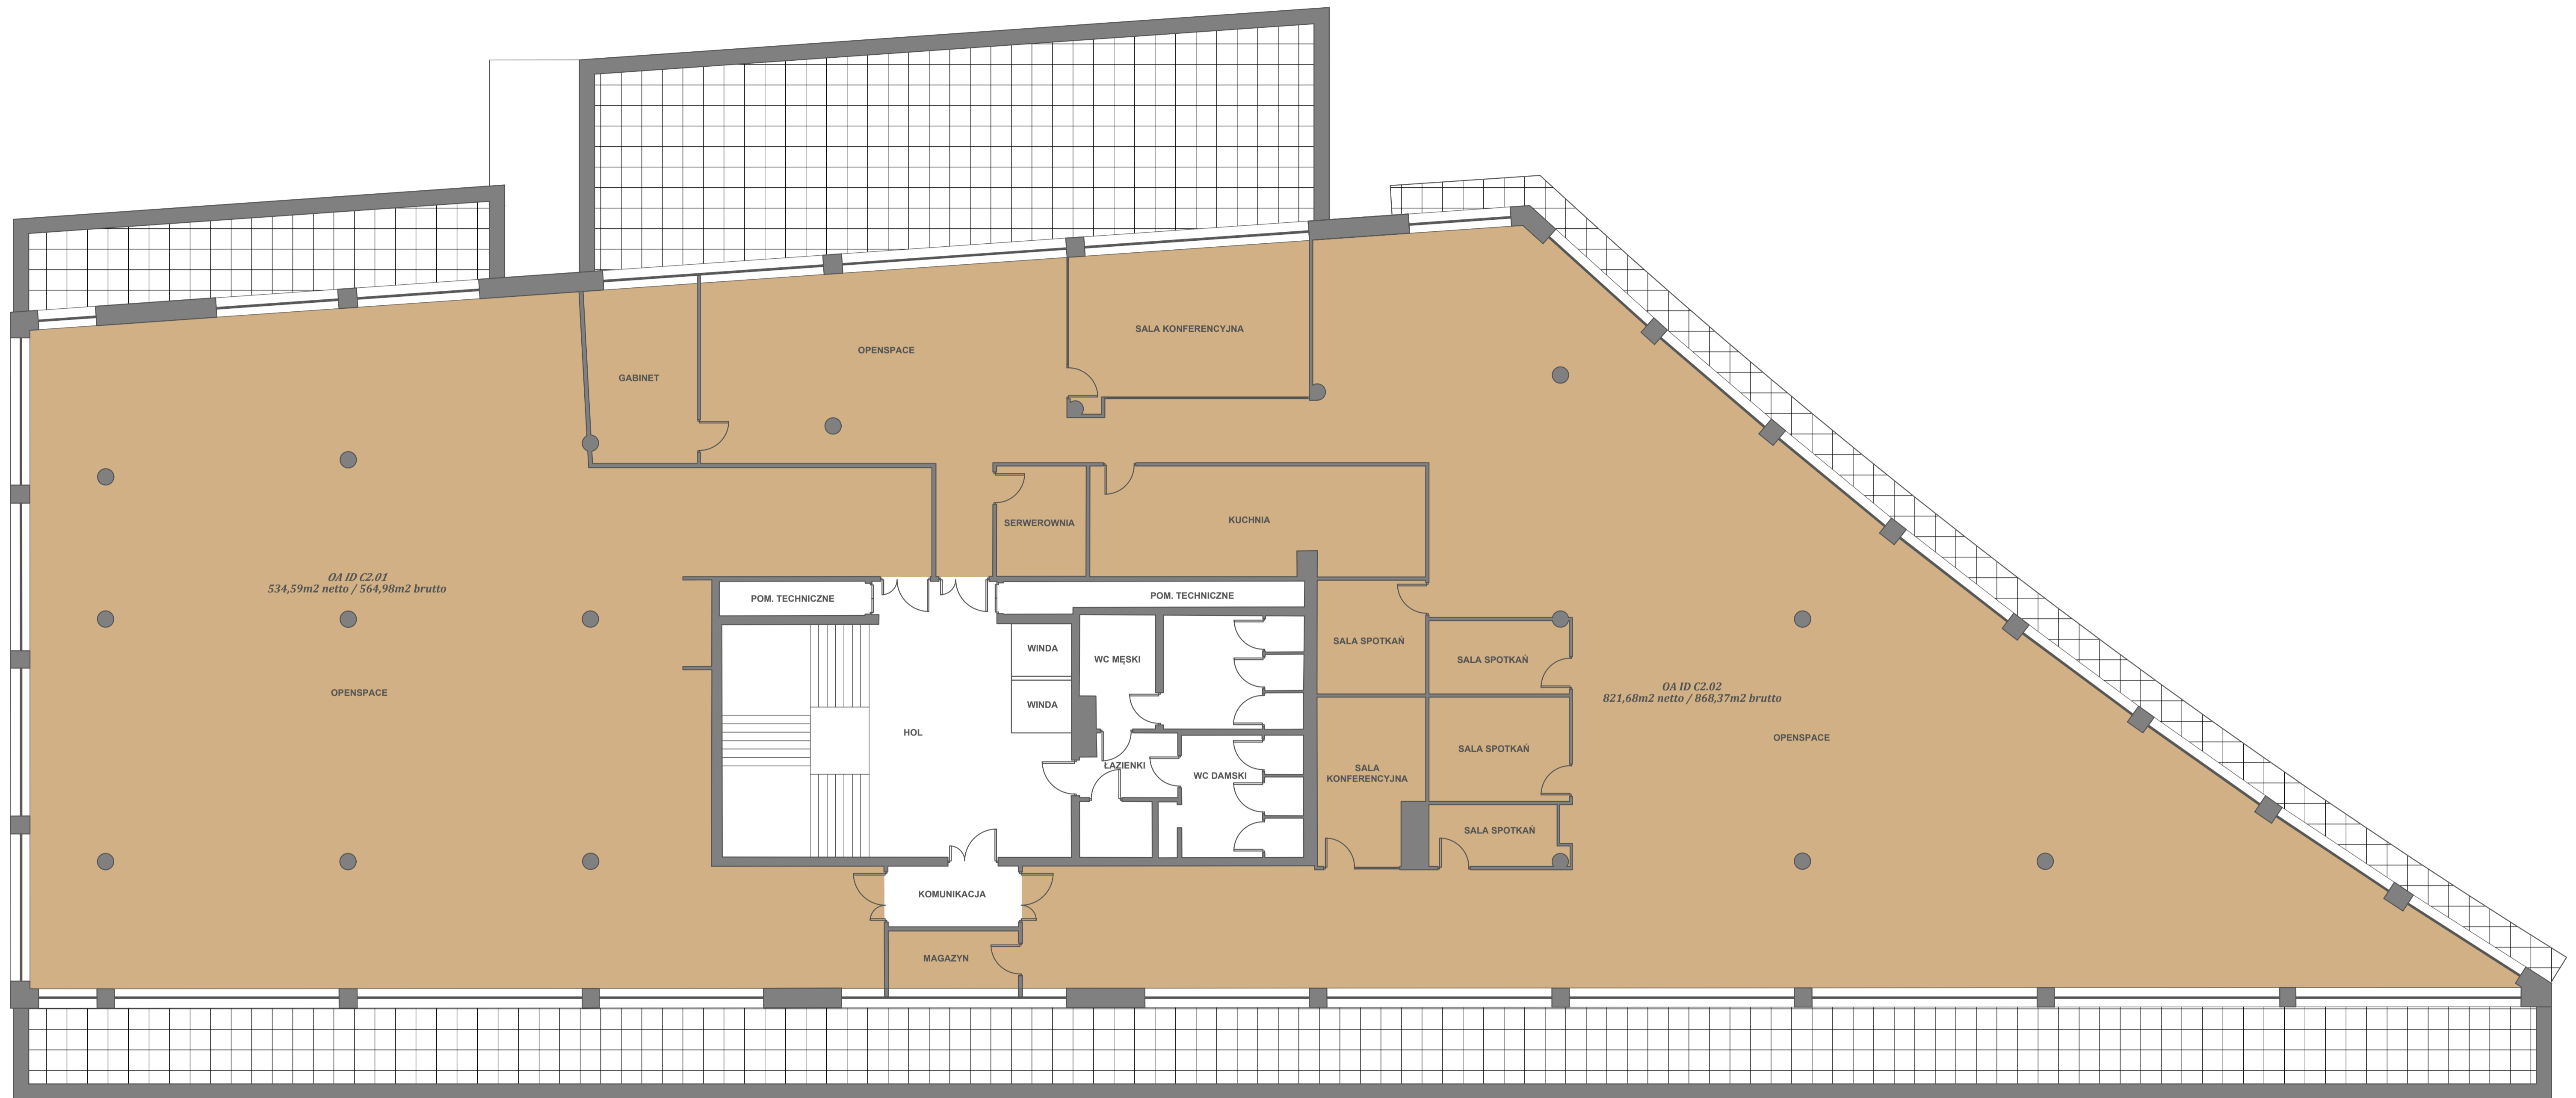 SALA KONFERENCYJNA
OPENSPACE
GABINET
SERWEROWNIA
KUCHNIA
OA ID C2.01
534,59m2 netto / 564,98m2 brutto
POM. TECHNICZNE
POM. TECHNICZNE
WINDA
WC MĘSKI
SALA SPOTKAŃ
SALA SPOTKAŃ
OPENSPACE
OA ID C2.02
821,68m2 netto / 868,37m2 brutto
WINDA
HOL
OPENSPACE
SALA SPOTKAŃ
ŁAZIENKI
WC DAMSKI
SALA
KONFERENCYJNA
SALA SPOTKAŃ
KOMUNIKACJA
MAGAZYN